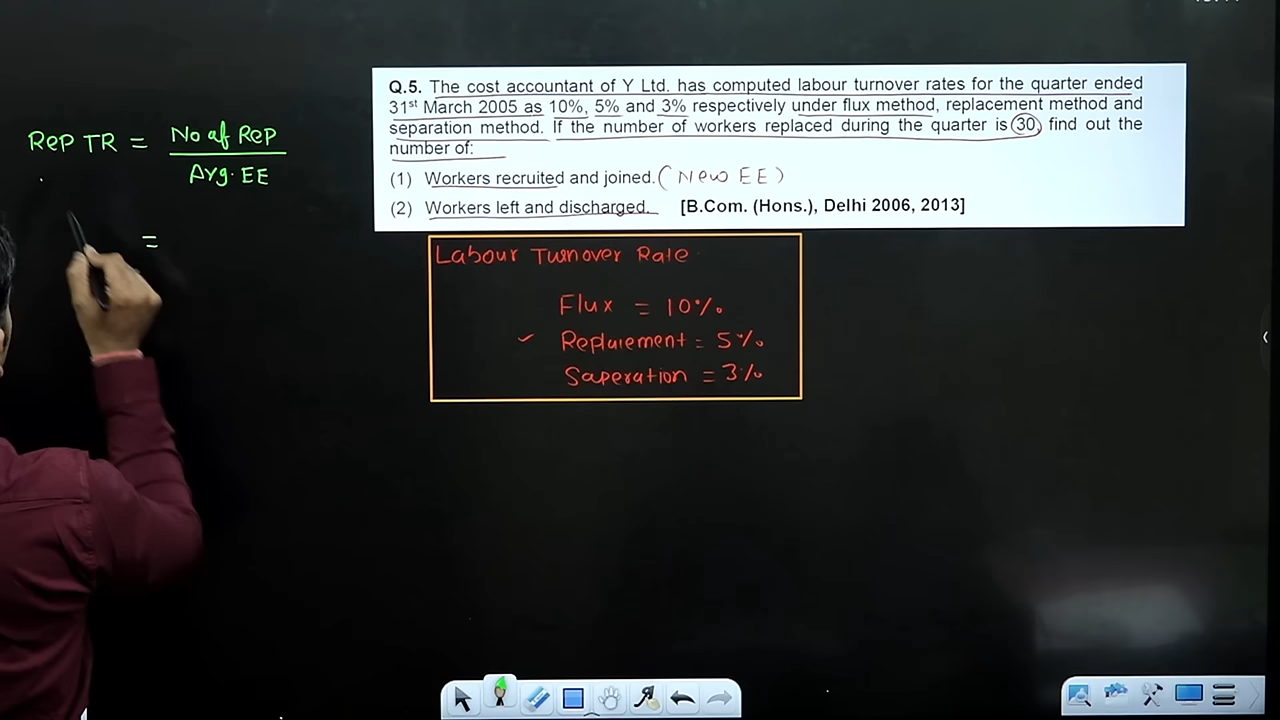 Q.5. The cost accountant of Y Ltd. has computed labour turnover rates for the quarter ended
31st March 2005 as 10%, 5% and 3% respectively under flux method, replacement method and
separation method. If the number of workers replaced during the quarter is 30, find out the
number of:
(1) Workers recruited and joined. (New EE)
(2) Workers left and discharged. [B.Com. (Hons.), Delhi 2006, 2013]
Rep TR = No of Rep
Avg. EE
=
Labour Turnover Rate
Flux = 10%
✓ Replacement = 5%
Saperation = 3%